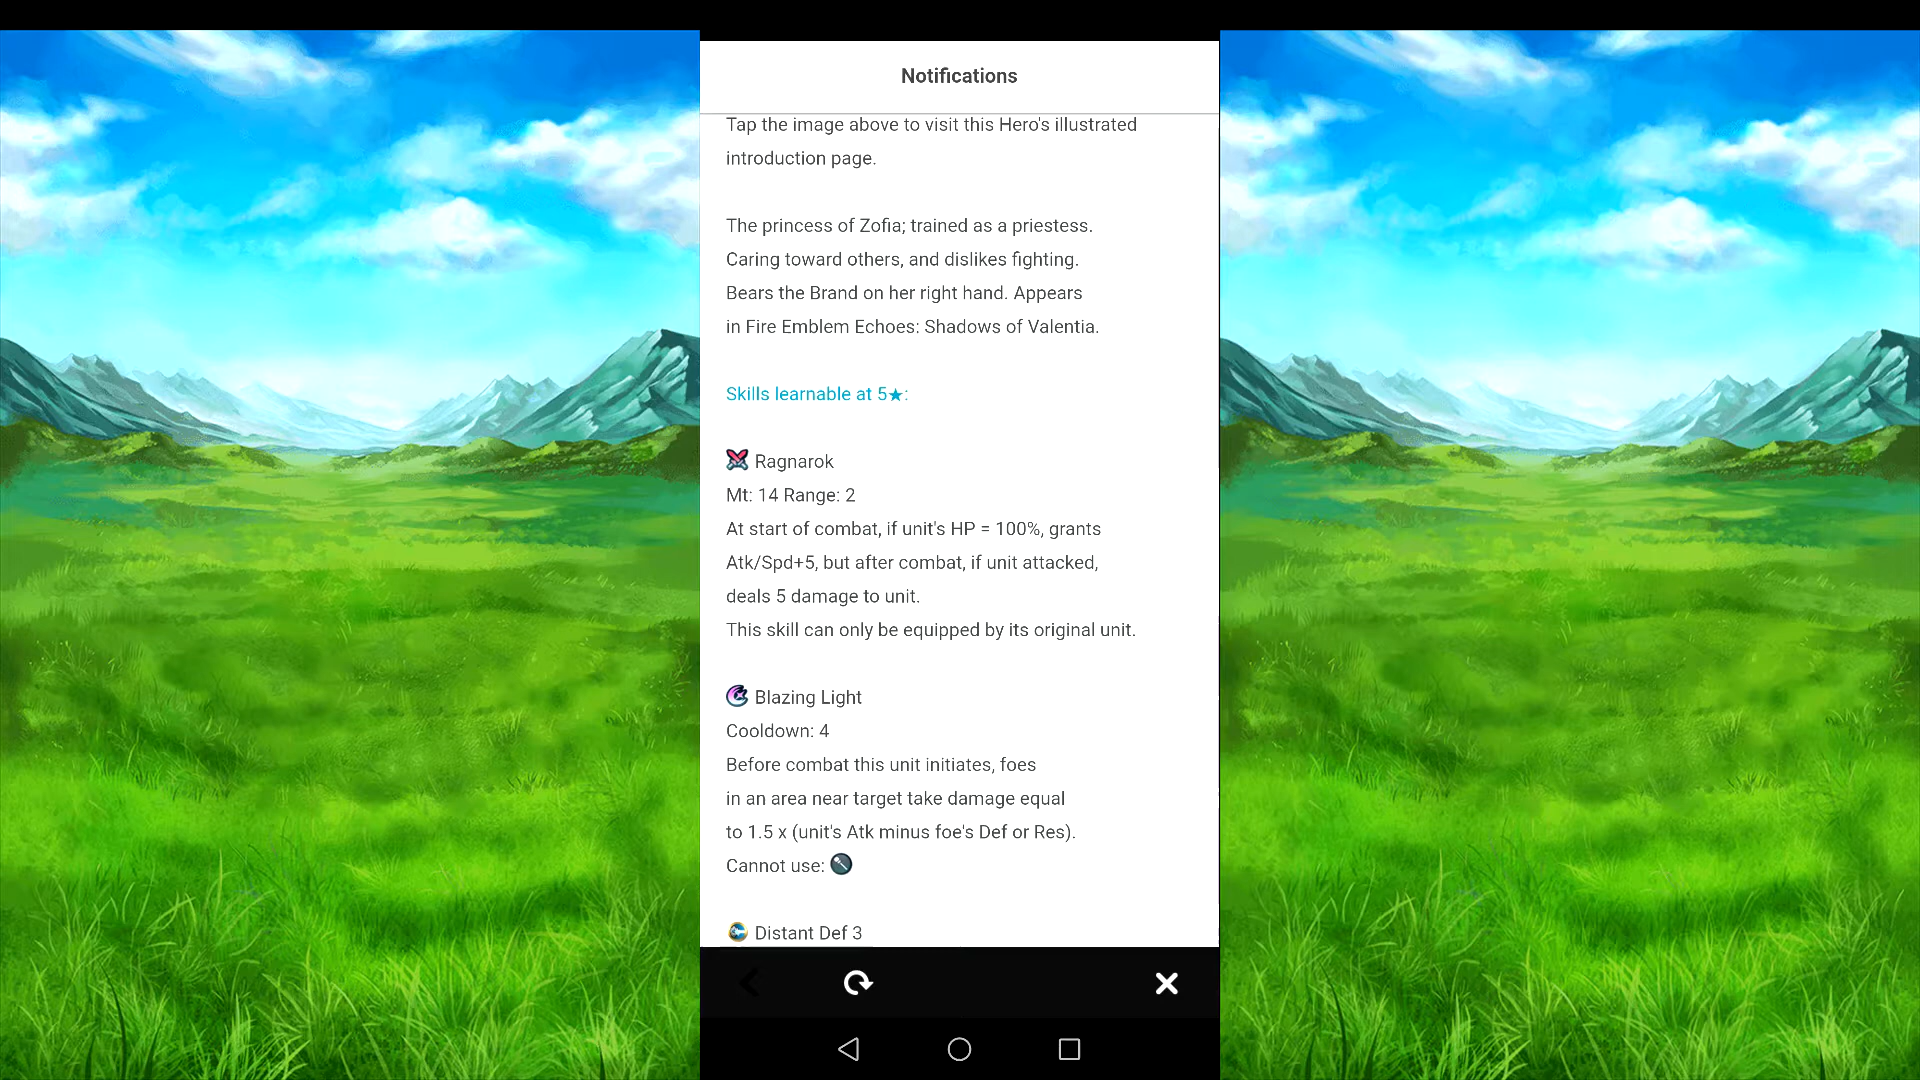 Notifications
Tap the image above to visit this Hero's illustrated
introduction page.
The princess of Zofia; trained as a priestess.
Caring toward others, and dislikes fighting.
Bears the Brand on her right hand. Appears
in Fire Emblem Echoes: Shadows of Valentia.
Skills learnable at 5★:
Ragnarok
Mt: 14 Range: 2
At start of combat, if unit's HP = 100%, grants
Atk/Spd+5, but after combat, if unit attacked,
deals 5 damage to unit.
This skill can only be equipped by its original unit.
Blazing Light
Cooldown: 4
Before combat this unit initiates, foes
in an area near target take damage equal
to 1.5 x (unit's Atk minus foe's Def or Res).
Cannot use:
Distant Def 3